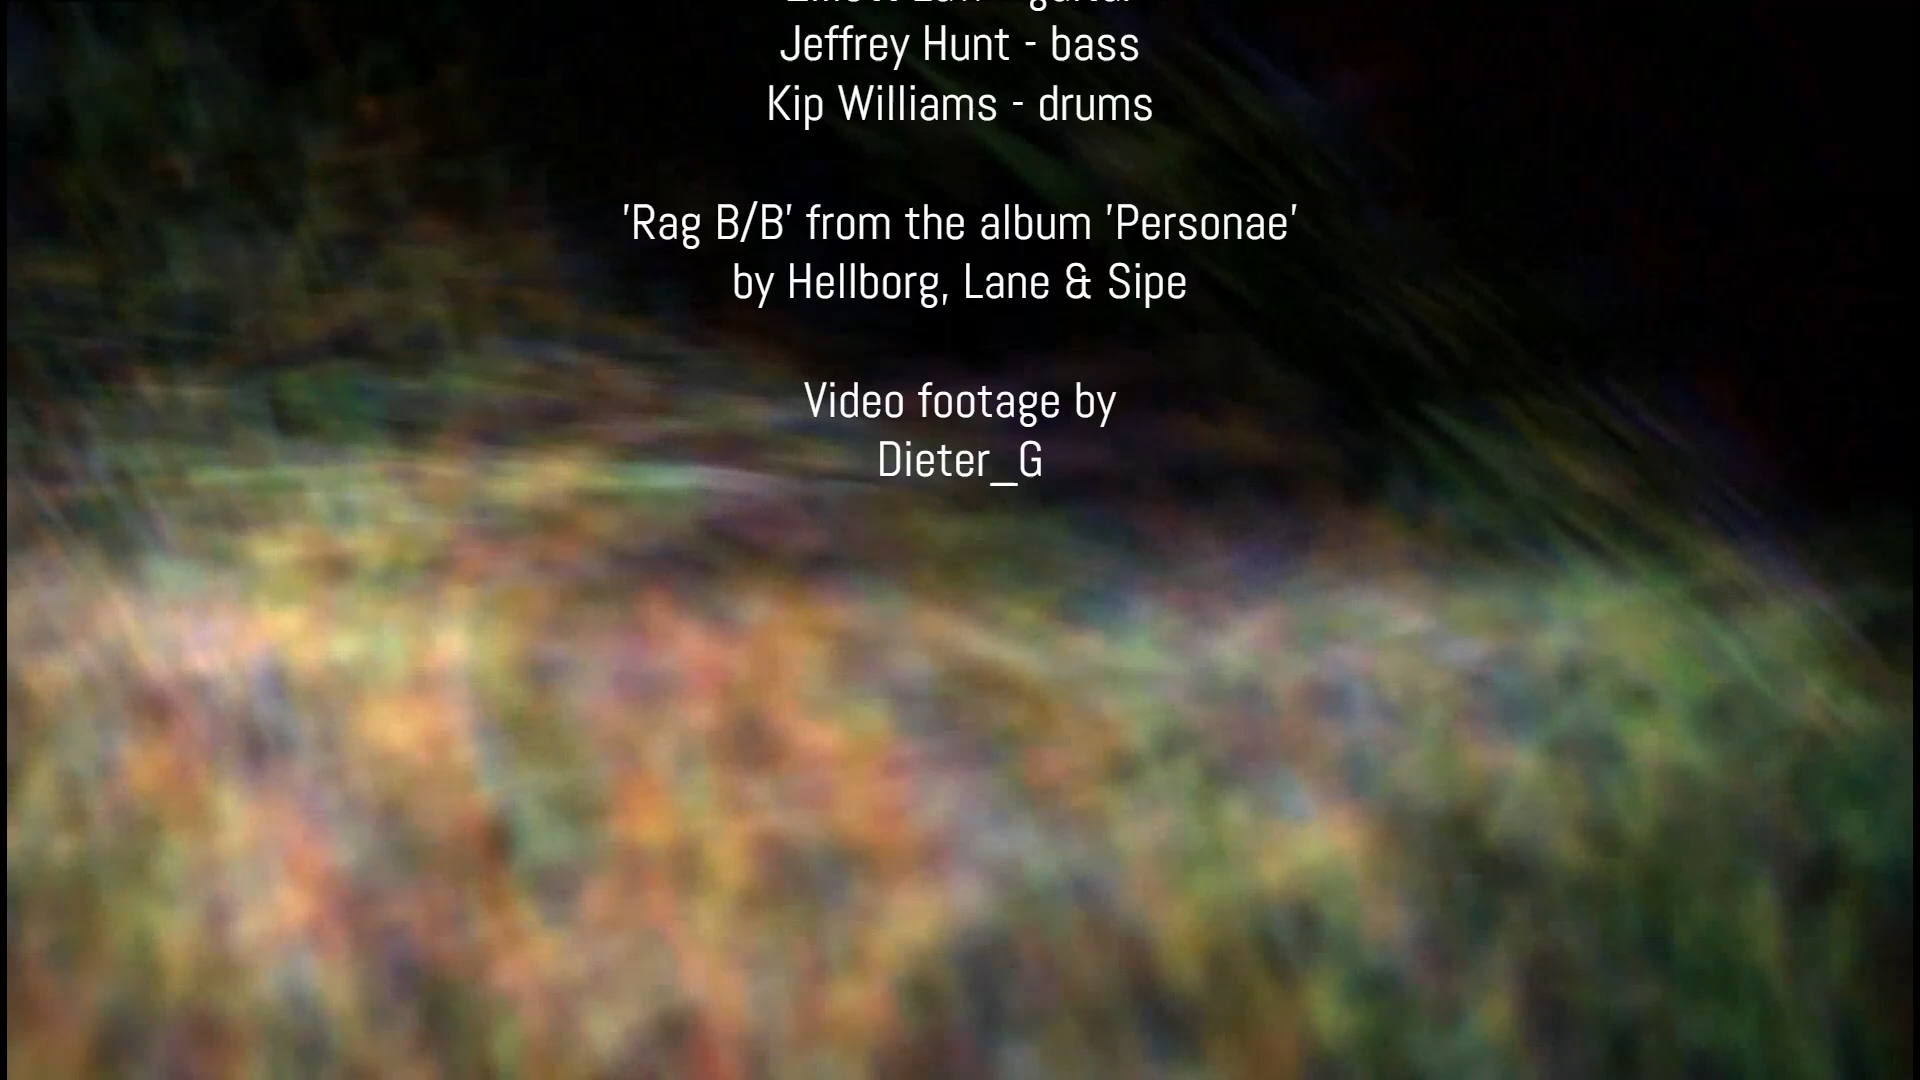 Jeffrey Hunt - bass
Kip Williams - drums
'Rag B/B' from the album 'Personae'
by Hellborg, Lane & Sipe
Video footage by
Dieter_G